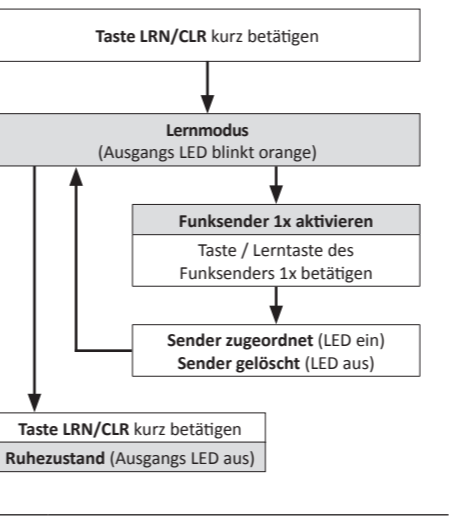 Taste LRN/CLR kurz betätigen
Lernmodus
(Ausgangs LED blinkt orange)
Funksender 1x aktivieren
Taste / Lerntaste des
Funksenders 1x betätigen
Sender zugeordnet (LED ein)
Sender gelöscht (LED aus)
Taste LRN/CLR kurz betätigen
Ruhezustand (Ausgangs LED aus)